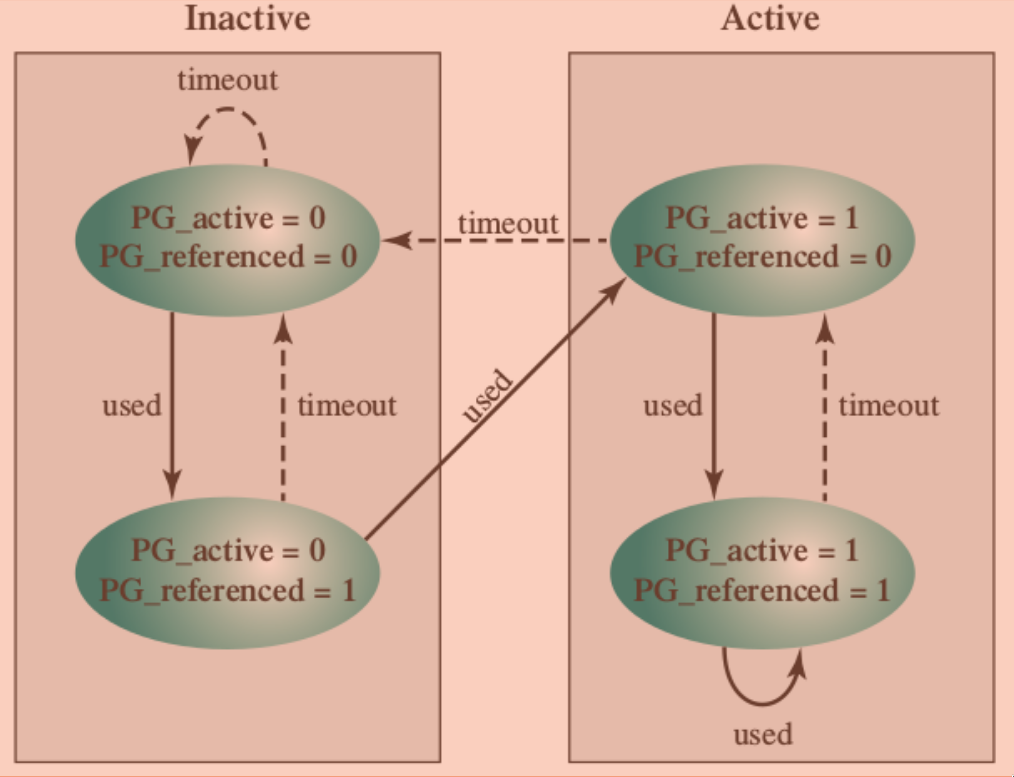 Inactive
Active
timeout
PG_active = 0
PG_referenced = 0
timeout
PG_active = 1
PG_referenced = 0
used
timeout
used
used
timeout
PG_active = 0
PG_referenced = 1
PG_active = 1
PG_referenced = 1
used